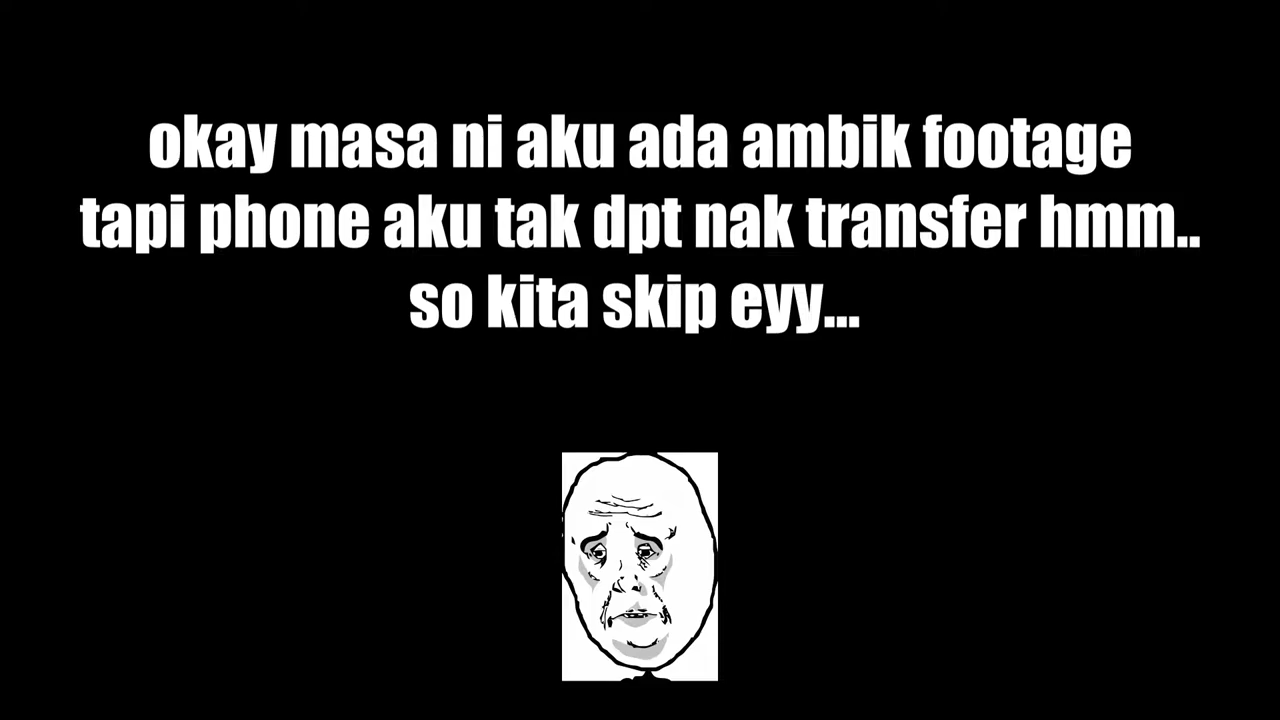 okay masa ni aku ada ambik footage
tapi phone aku tak dpt nak transfer hmm..
so kita skip eyy...